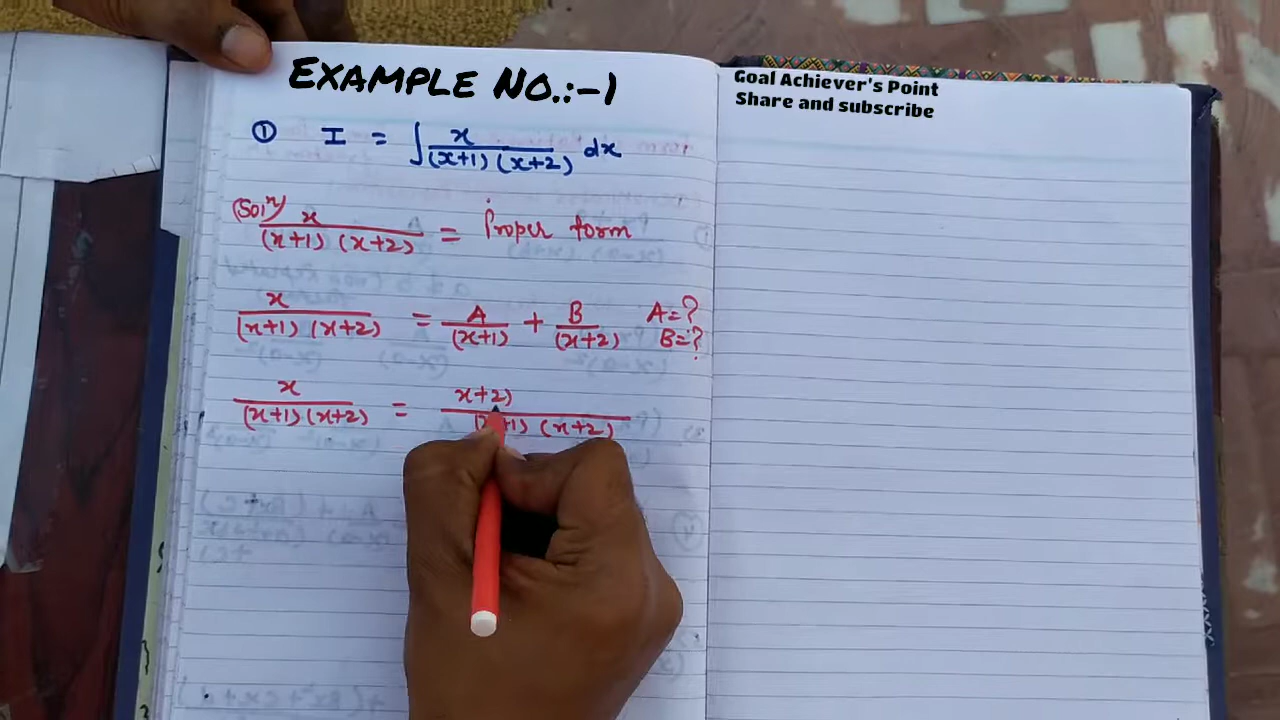 EXAMPLE NO.:-1
Goal Achiever's Point
Share and subscribe
① I = ∫ x/(x+1)(x+2) dx
(Solⁿ) x/(x+1)(x+2) = Proper form
x/(x+1)(x+2) = A/(x+1) + B/(x+2) A=? B=?
x/(x+1)(x+2) = x+2)/(x+1)(x+2)